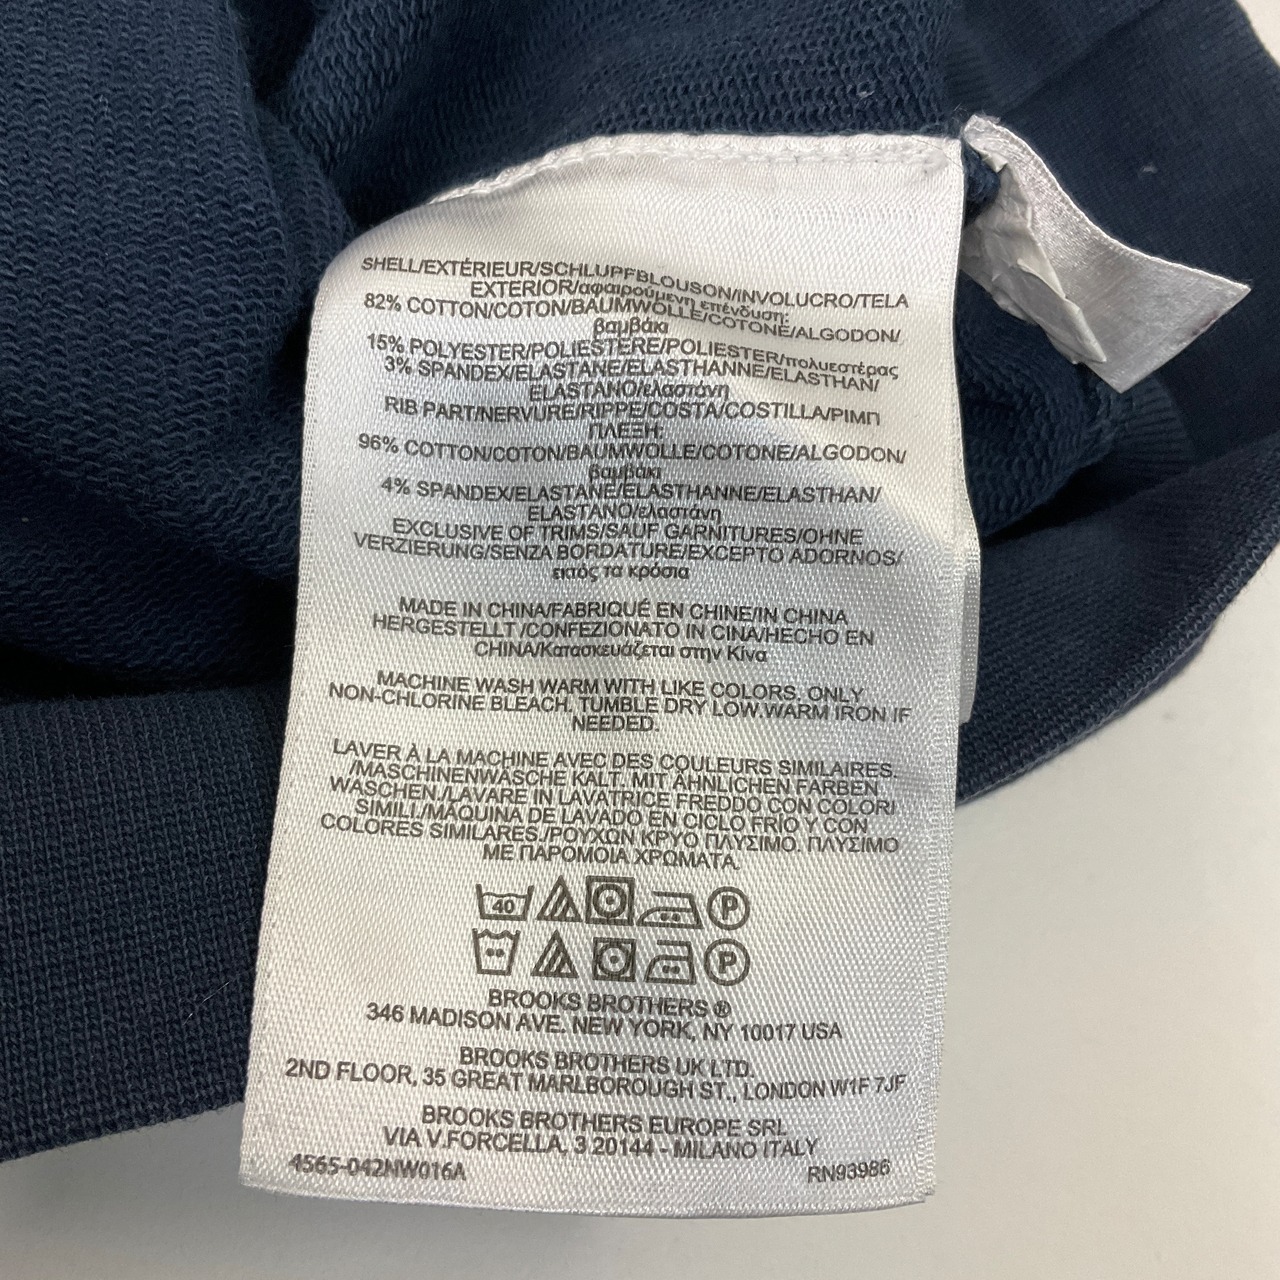 SHELL/EXTÉRIEUR/SCHLUPFBLOUSON/INVOLUCRO/TELA
EXTERIOR/αφαιρούμενη επένδυση:
82% COTTON/COTON/BAUMWOLLE/COTONE/ALGODON/
βαμβάκι
15% POLYESTER/POLIESTERE/POLIESTER/πολυεστέρας
3% SPANDEX/ELASTANE/ELASTHANNE/ELASTHAN/
ELASTANO/ελαστάνη
RIB PART/NERVURE/RIPPE/COSTA/COSTILLA/ΡΙΜΠ
ΠΛΕΞΗ:
96% COTTON/COTON/BAUMWOLLE/COTONE/ALGODON/
βαμβάκι
4% SPANDEX/ELASTANE/ELASTHANNE/ELASTHAN/
ELASTANO/ελαστάνη
EXCLUSIVE OF TRIMS/SAUF GARNITURES/OHNE
VERZIERUNG/SENZA BORDATURE/EXCEPTO ADORNOS/
εκτός τα κρόσια
MADE IN CHINA/FABRIQUÉ EN CHINE/IN CHINA
HERGESTELLT /CONFEZIONATO IN CINA/HECHO EN
CHINA/Κατασκευάζεται στην Κίνα
MACHINE WASH WARM WITH LIKE COLORS. ONLY
NON-CHLORINE BLEACH. TUMBLE DRY LOW.WARM IRON IF
NEEDED.
LAVER À LA MACHINE AVEC DES COULEURS SIMILAIRES.
/MASCHINENWÄSCHE KALT. MIT ÄHNLICHEN FARBEN
WASCHEN./LAVARE IN LAVATRICE FREDDO CON COLORI
SIMILI./MÁQUINA DE LAVADO EN CICLO FRÍO Y CON
COLORES SIMILARES./ΡΟΥΧΩΝ ΚΡΥΟ ΠΛΥΣΙΜΟ. ΠΛΥΣΙΜΟ
ΜΕ ΠΑΡΟΜΟΙΑ ΧΡΩΜΑΤΑ.
40 P
P
BROOKS BROTHERS ®
346 MADISON AVE. NEW YORK, NY 10017 USA
BROOKS BROTHERS UK LTD.
2ND FLOOR, 35 GREAT MARLBOROUGH ST., LONDON W1F 7JF
BROOKS BROTHERS EUROPE SRL
VIA V.FORCELLA, 3 20144 - MILANO ITALY
4565-042NW016A RN93986